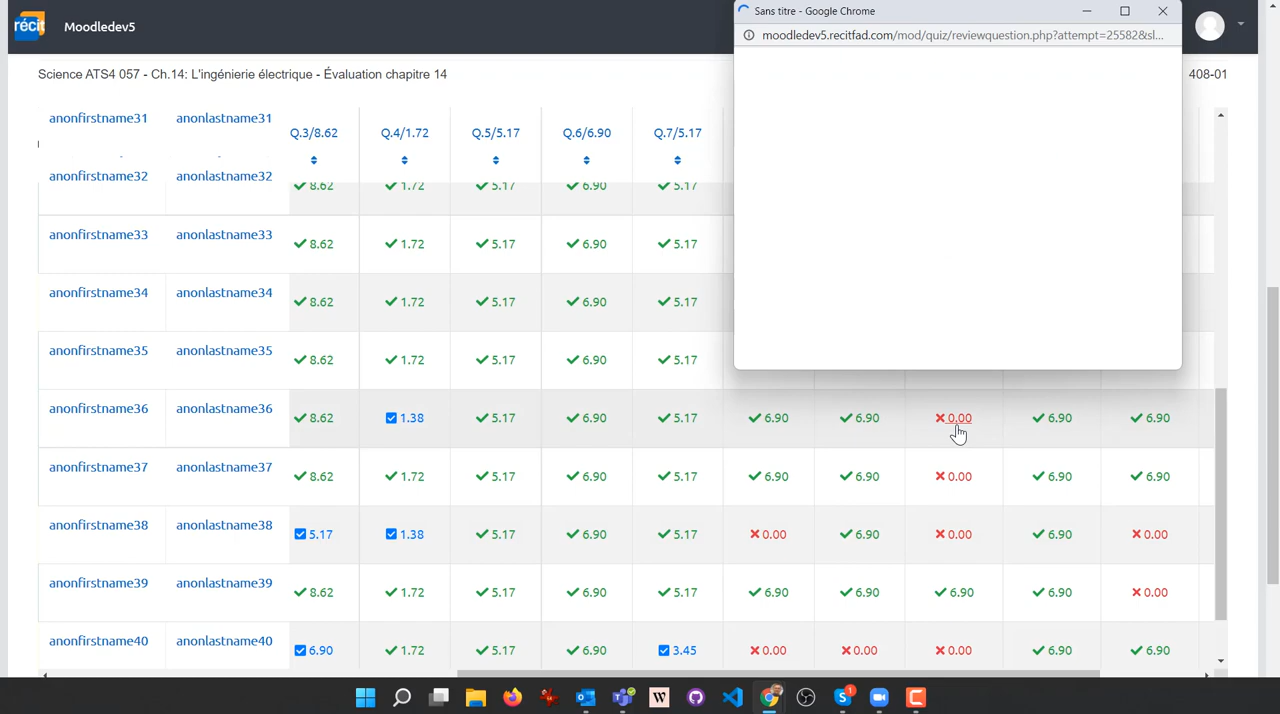 récit
Moodledev5
Sans titre - Google Chrome
moodledev5.recitfad.com/mod/quiz/reviewquestion.php?attempt=25582&sl...
Science ATS4 057 - Ch.14: L'ingénierie électrique - Évaluation chapitre 14
408-01
anonfirstname31 anonlastname31 Q.3/8.62 Q.4/1.72 Q.5/5.17 Q.6/6.90 Q.7/5.17
anonfirstname32 anonlastname32 8.62 1.72 5.17 6.90 5.17
anonfirstname33 anonlastname33 8.62 1.72 5.17 6.90 5.17
anonfirstname34 anonlastname34 8.62 1.72 5.17 6.90 5.17
anonfirstname35 anonlastname35 8.62 1.72 5.17 6.90 5.17
anonfirstname36 anonlastname36 8.62 1.38 5.17 6.90 5.17 6.90 6.90 0.00 6.90 6.90
anonfirstname37 anonlastname37 8.62 1.72 5.17 6.90 5.17 6.90 6.90 0.00 6.90 6.90
anonfirstname38 anonlastname38 5.17 1.38 5.17 6.90 5.17 0.00 6.90 0.00 6.90 0.00
anonfirstname39 anonlastname39 8.62 1.72 5.17 6.90 5.17 6.90 6.90 6.90 6.90 0.00
anonfirstname40 anonlastname40 6.90 1.72 5.17 6.90 3.45 0.00 0.00 0.00 6.90 6.90
W
S
1